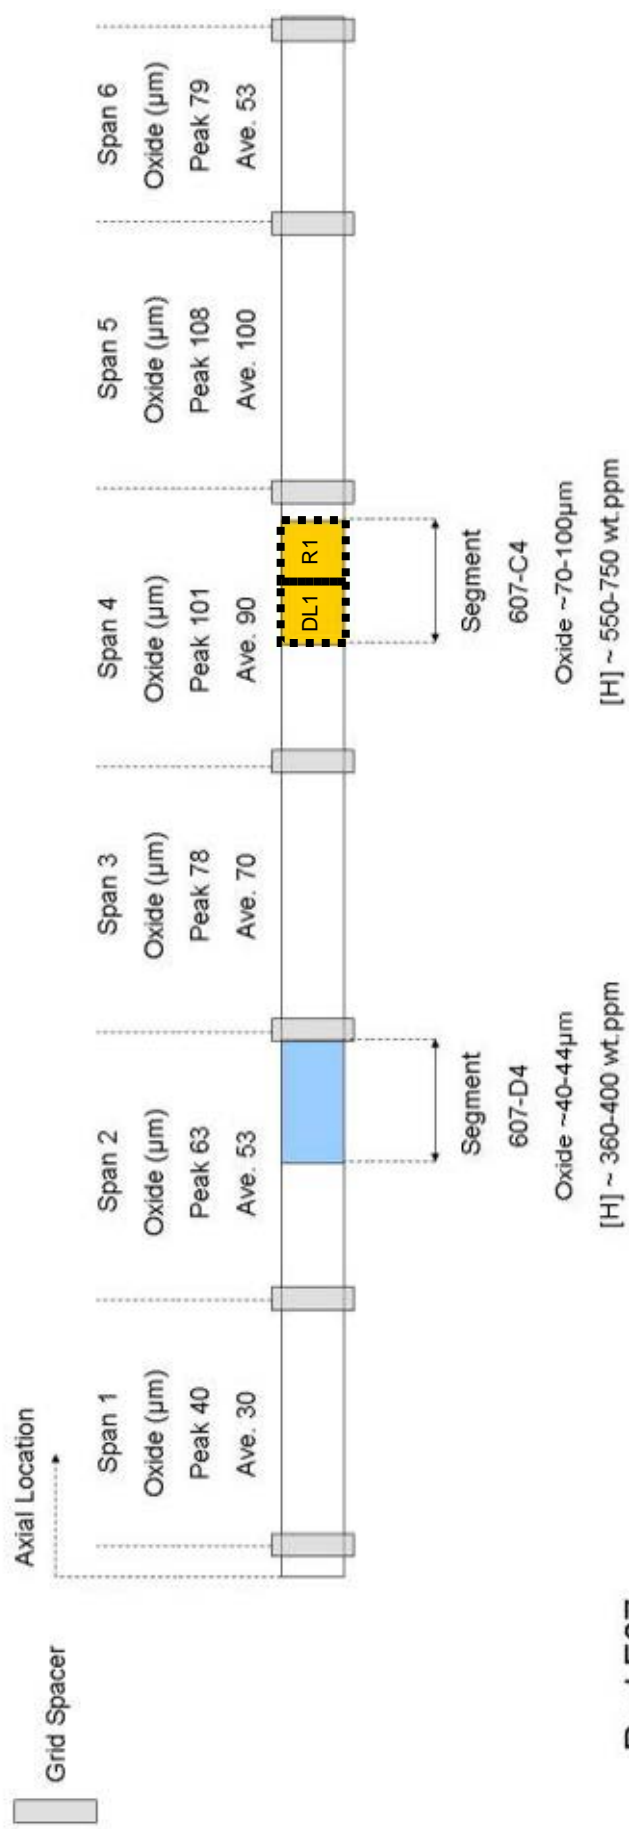 Grid Spacer
Axial Location
Span 1
Oxide (µm)
Peak 40
Ave. 30
Span 2
Oxide (µm)
Peak 63
Ave. 53
Span 3
Oxide (µm)
Peak 78
Ave. 70
Span 4
Oxide (µm)
Peak 101
Ave. 90
Span 5
Oxide (µm)
Peak 108
Ave. 100
Span 6
Oxide (µm)
Peak 79
Ave. 53
DL1
R1
Segment
607-D4
Oxide ~40-44µm
[H] ~ 360-400 wt.ppm
Segment
607-C4
Oxide ~70-100µm
[H] ~ 550-750 wt.ppm